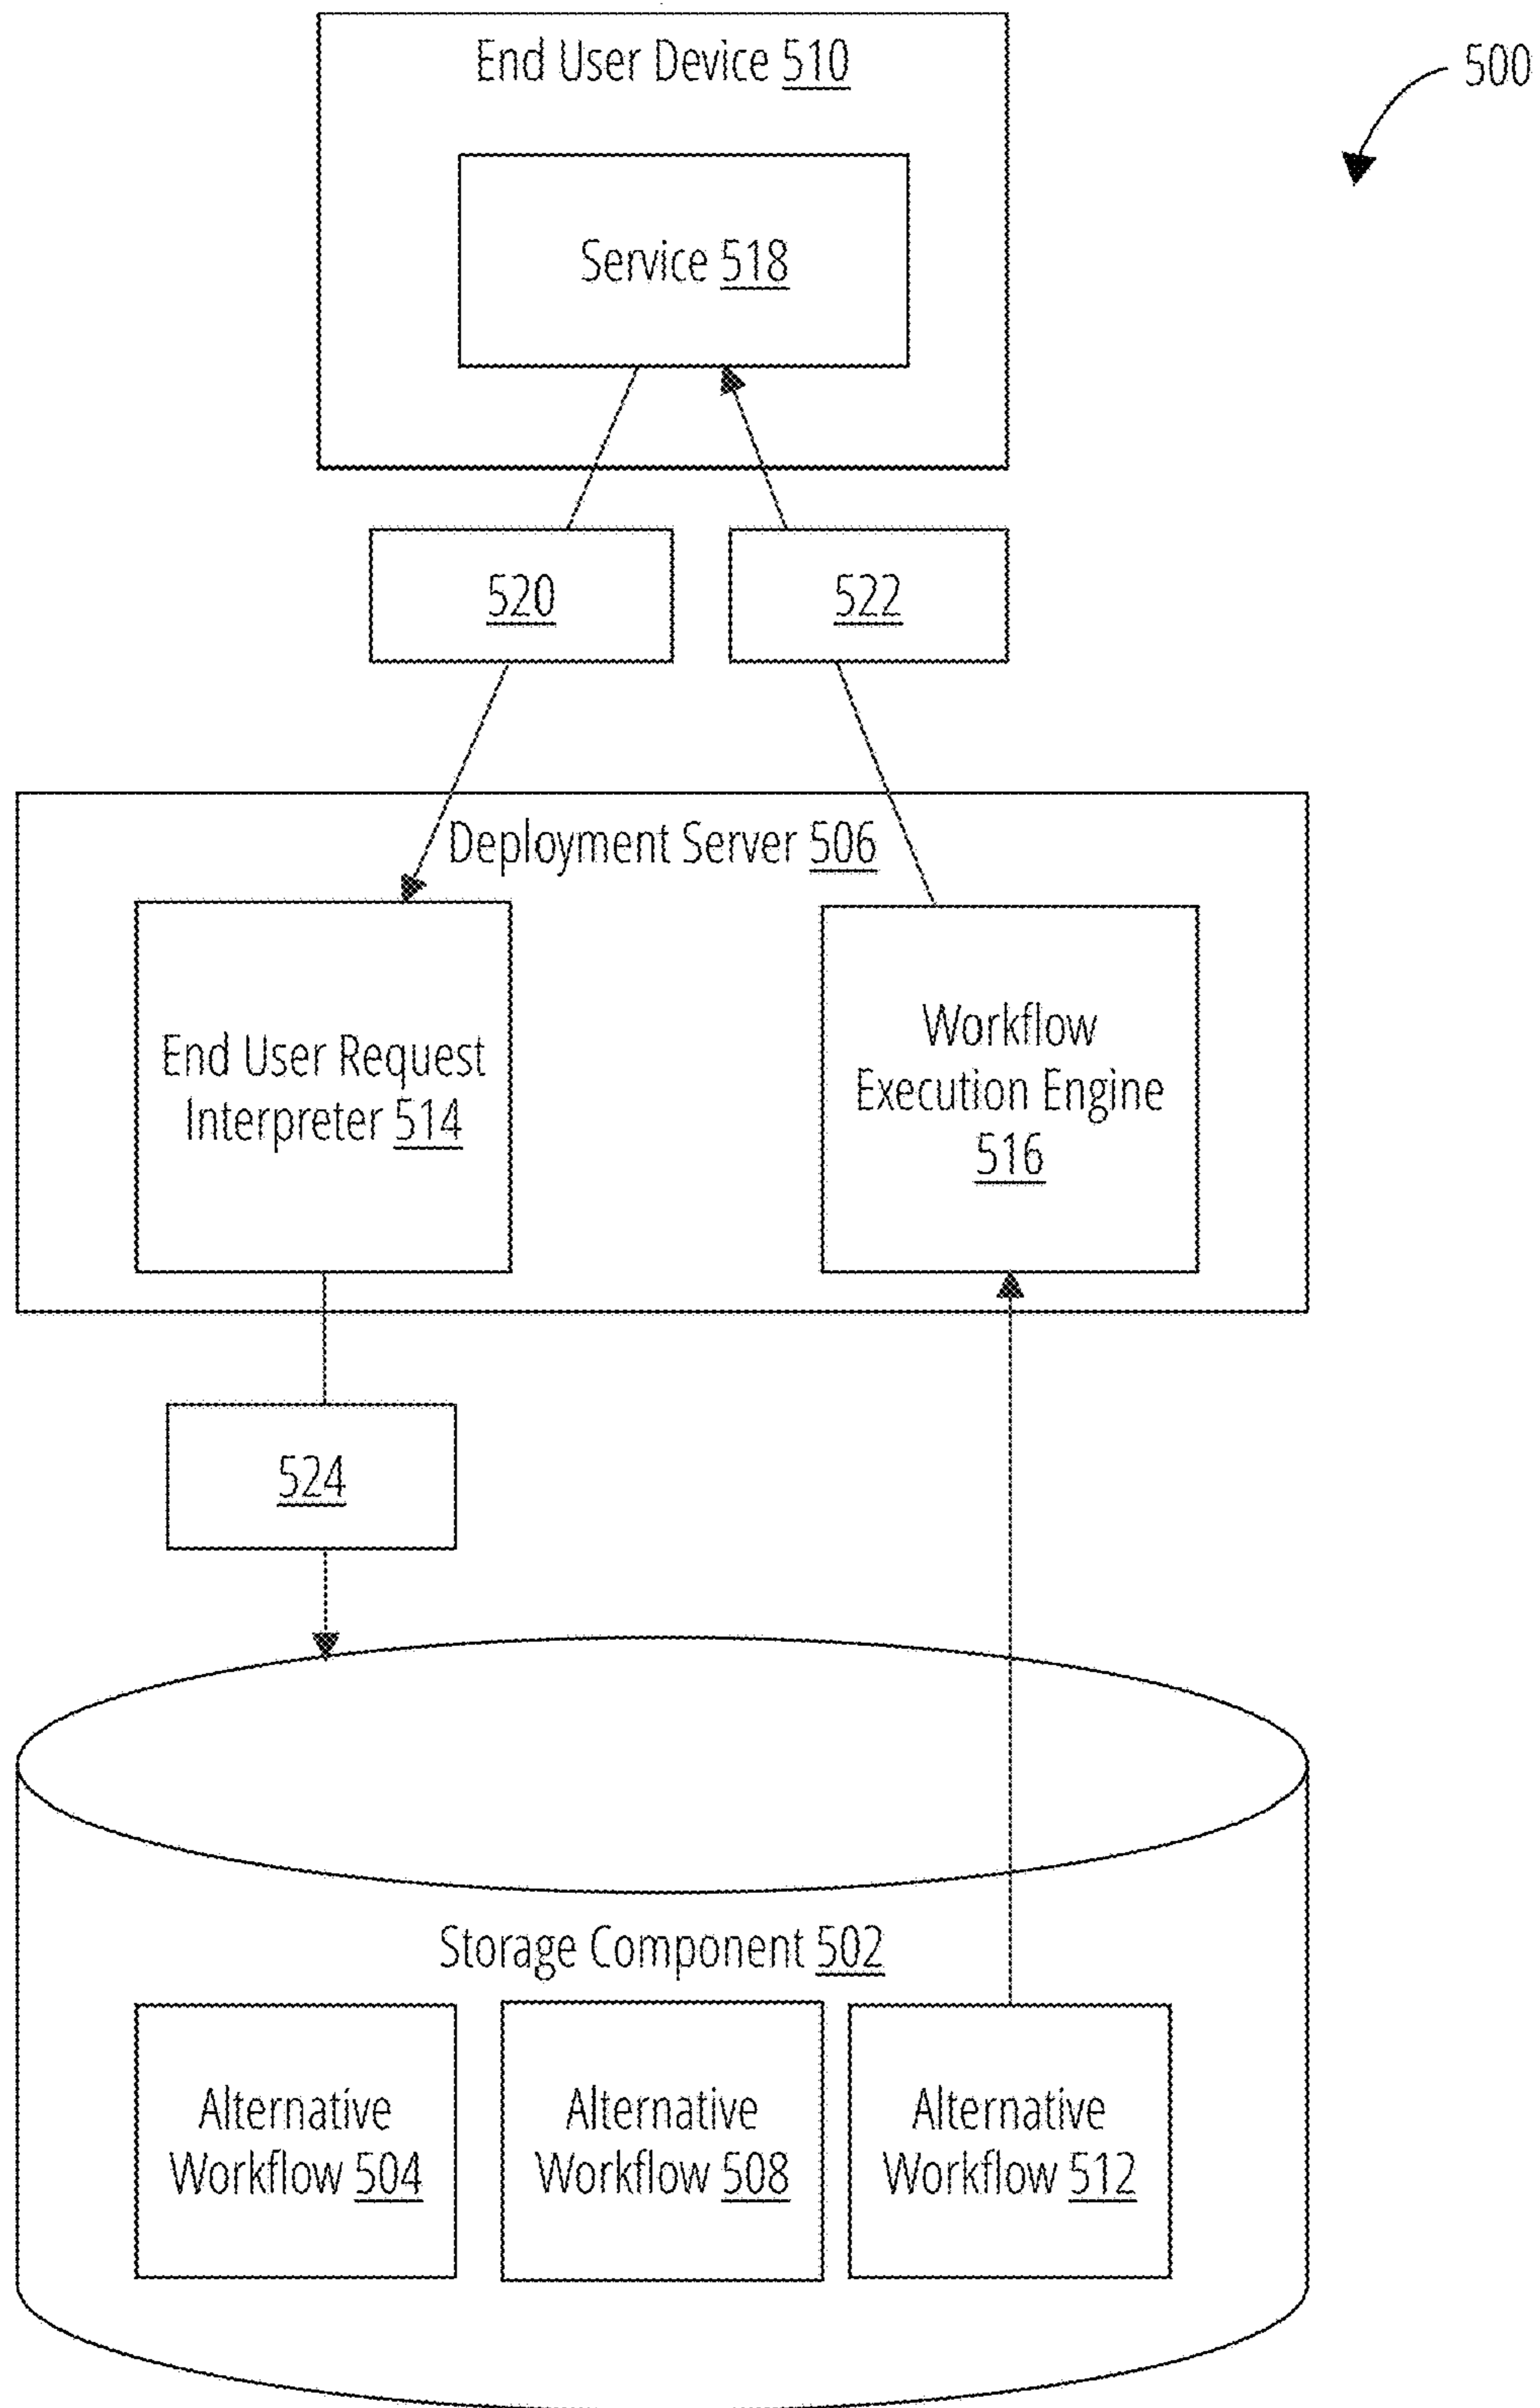 End User Device 510
500
Service 518
520
522
Deployment Server 506
End User Request
Interpreter 514
Workflow
Execution Engine
516
524
Storage Component 502
Alternative
Workflow 504
Alternative
Workflow 508
Alternative
Workflow 512